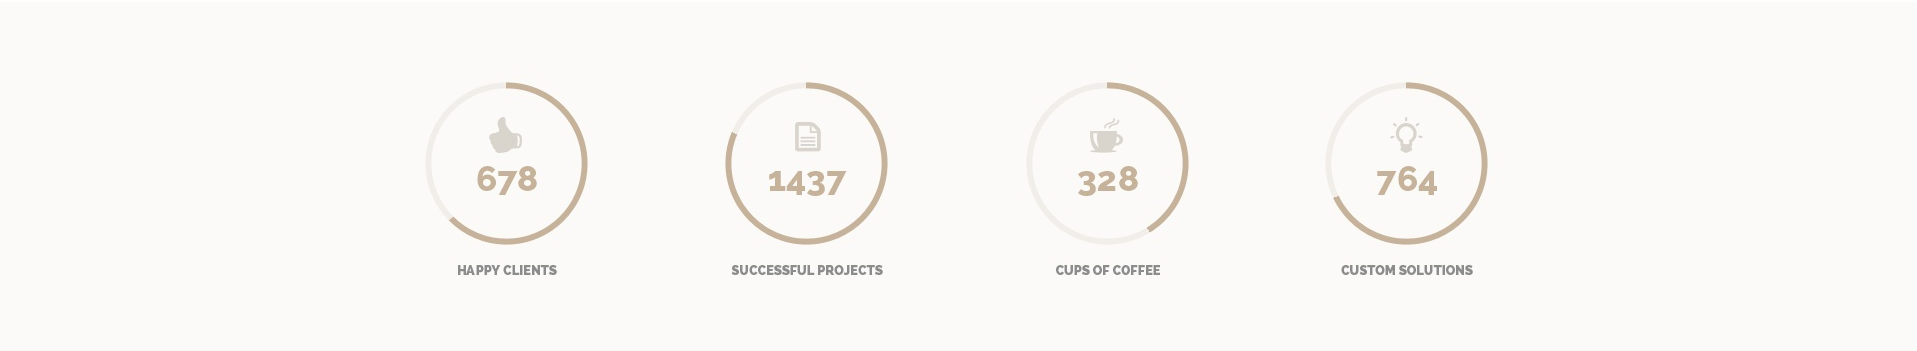 678
1437
328
764
HAPPY CLIENTS
SUCCESSFUL PROJECTS
CUPS OF COFFEE
CUSTOM SOLUTIONS